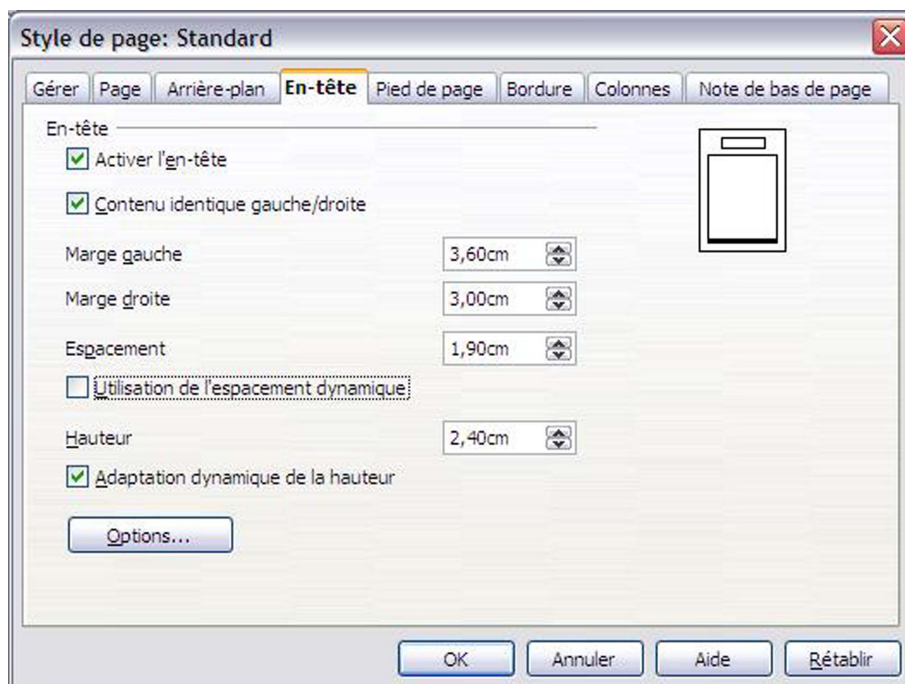 Style de page: Standard
Gérer Page Arrière-plan En-tête Pied de page Bordure Colonnes Note de bas de page
En-tête
Activer l'en-tête
Contenu identique gauche/droite
Marge gauche 3,60cm
Marge droite 3,00cm
Espacement 1,90cm
Utilisation de l'espacement dynamique
Hauteur 2,40cm
Adaptation dynamique de la hauteur
Options...
OK Annuler Aide Rétablir